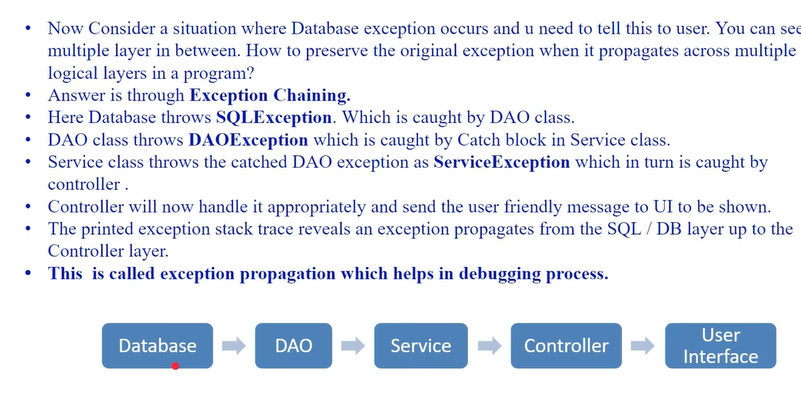 • Now Consider a situation where Database exception occurs and u need to tell this to user. You can see
multiple layer in between. How to preserve the original exception when it propagates across multiple
logical layers in a program?
• Answer is through Exception Chaining.
• Here Database throws SQLException. Which is caught by DAO class.
• DAO class throws DAOException which is caught by Catch block in Service class.
• Service class throws the catched DAO exception as ServiceException which in turn is caught by
controller .
• Controller will now handle it appropriately and send the user friendly message to UI to be shown.
• The printed exception stack trace reveals an exception propagates from the SQL / DB layer up to the
Controller layer.
• This is called exception propagation which helps in debugging process.
Database
DAO
Service
Controller
User
Interface